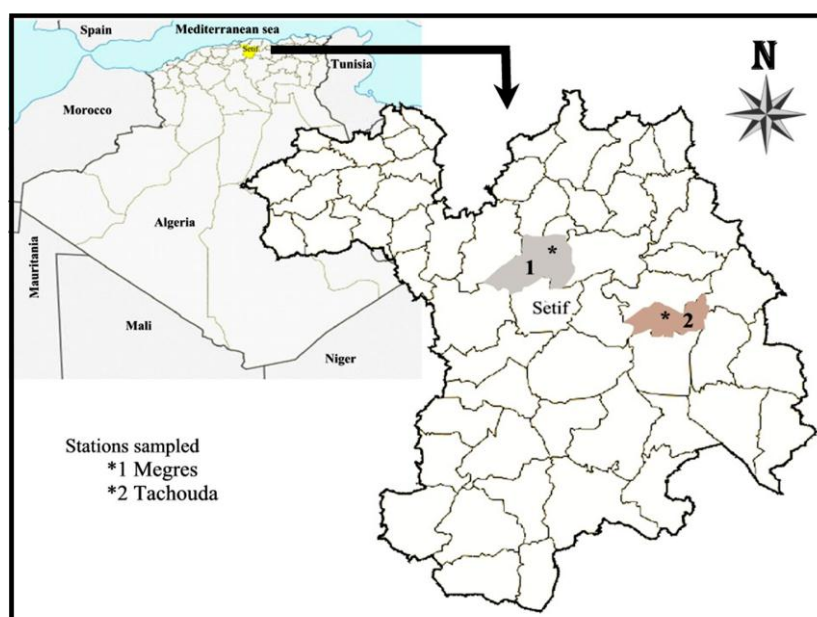 Spain
Mediterranean sea
Setif
Tunisia
Morocco
Algeria
Mauritania
Mali
Niger
N
*
1
Setif
* 2
Stations sampled
*1 Megres
*2 Tachouda